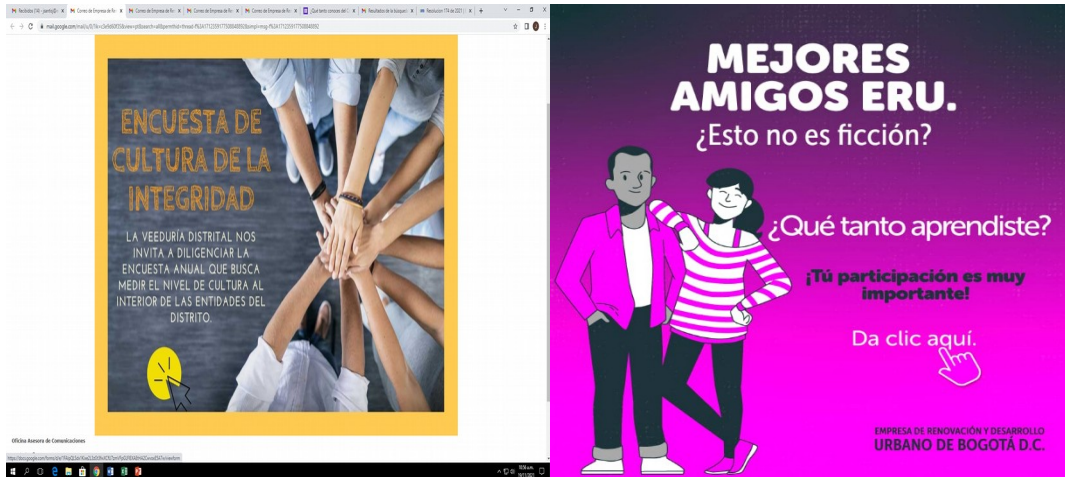 ENCUESTA DE
CULTURA DE LA
INTEGRIDAD
LA VEEDURÍA DISTRITAL NOS
INVITA A DILIGENCIAR LA
ENCUESTA ANUAL QUE BUSCA
MEDIR EL NIVEL DE CULTURA AL
INTERIOR DE LAS ENTIDADES DEL
DISTRITO.
Oficina Asesora de Comunicaciones
MEJORES
AMIGOS ERU.
¿Esto no es ficción?
¿Qué tanto aprendiste?
¡Tú participación es muy
importante!
Da clic aquí.
EMPRESA DE RENOVACIÓN Y DESARROLLO
URBANO DE BOGOTÁ D.C.